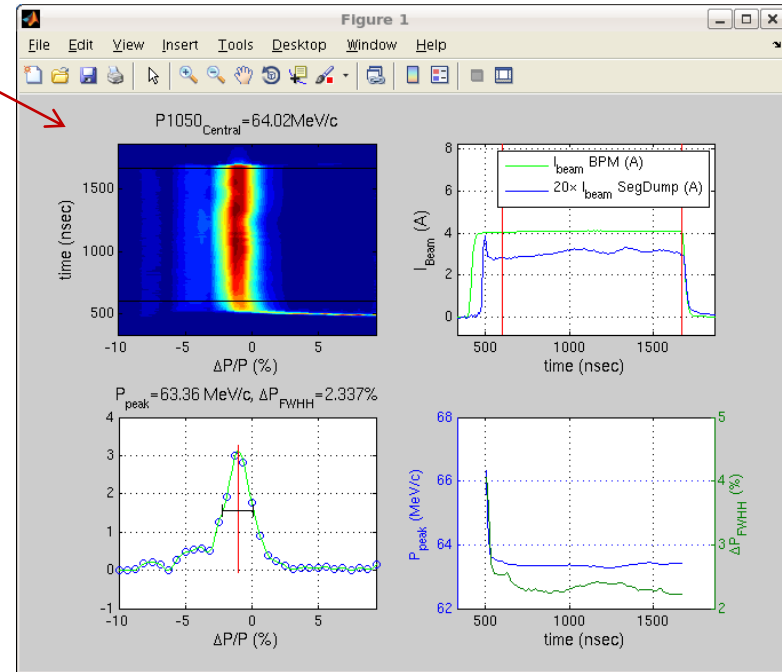 Figure 1
File Edit View Insert Tools Desktop Window Help
P1050Central=64.02MeV/c
time (nsec)
1500
1000
500
-10 -5 0 5
ΔP/P (%)
IBeam (A)
8
6
4
2
0
Ibeam BPM (A)
20× Ibeam SegDump (A)
500 1000 1500
time (nsec)
Ppeak=63.36 MeV/c, ΔPFWHH=2.337%
4
3
2
1
0
-1
-10 -5 0 5
ΔP/P (%)
Ppeak (MeV/c)
68
66
64
62
5
4
3
2
ΔPFWHH (%)
500 1000 1500
time (nsec)